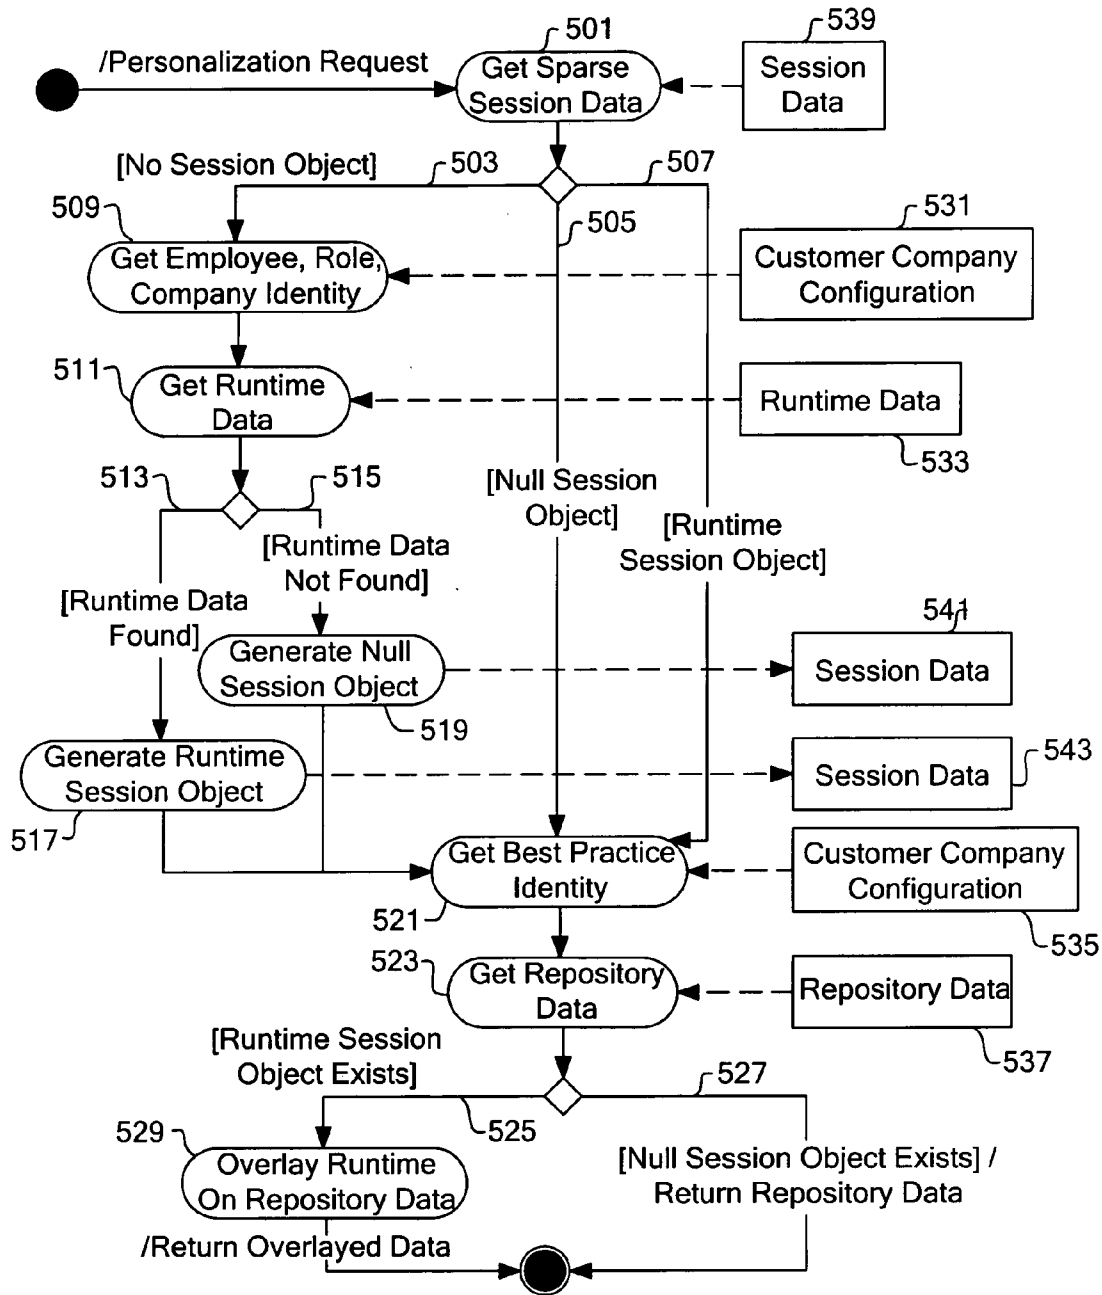 501
539
/Personalization Request
Get Sparse
Session Data
Session
Data
[No Session Object]
503
507
509
505
531
Get Employee, Role,
Company Identity
Customer Company
Configuration
511
Get Runtime
Data
Runtime Data
533
513
515
[Null Session
Object]
[Runtime
Session Object]
[Runtime Data
Not Found]
[Runtime Data
Found]
541
Generate Null
Session Object
Session Data
519
Generate Runtime
Session Object
Session Data
543
517
Get Best Practice
Identity
Customer Company
Configuration
521
535
523
Get Repository
Data
Repository Data
537
[Runtime Session
Object Exists]
527
525
529
Overlay Runtime
On Repository Data
[Null Session Object Exists] /
Return Repository Data
/Return Overlayed Data